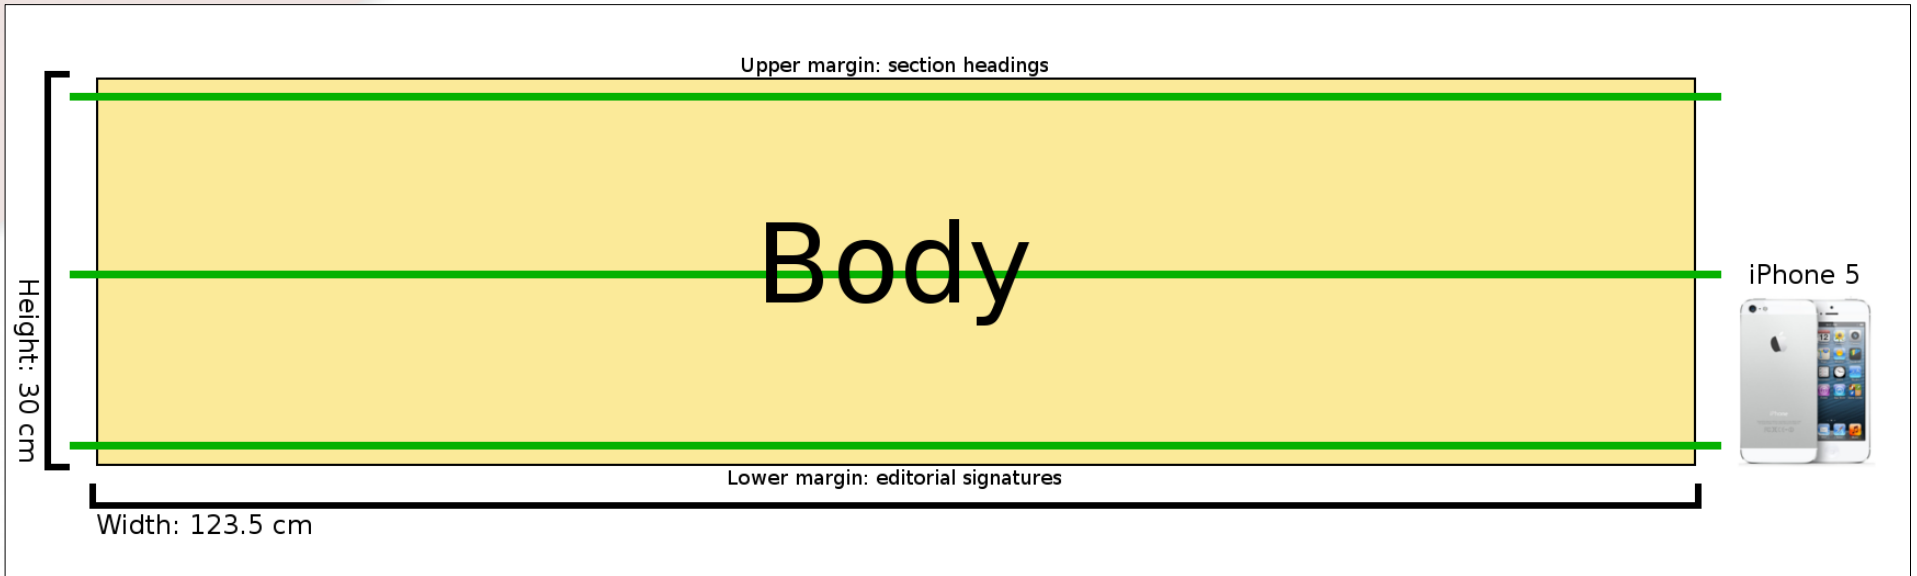 Upper margin: section headings
Body
Height: 30 cm
iPhone 5
Lower margin: editorial signatures
Width: 123.5 cm